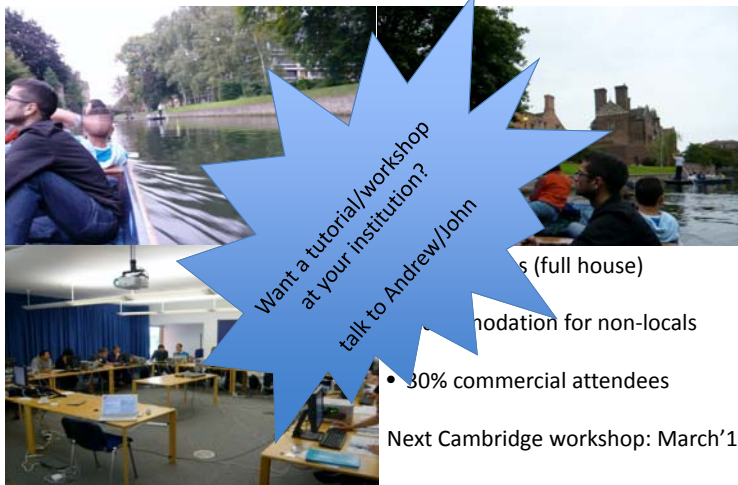 Want a tutorial/workshop
at your institution?
talk to Andrew/John
(full house)
for non-locals
• 30% commercial attendees
Next Cambridge workshop: March’1